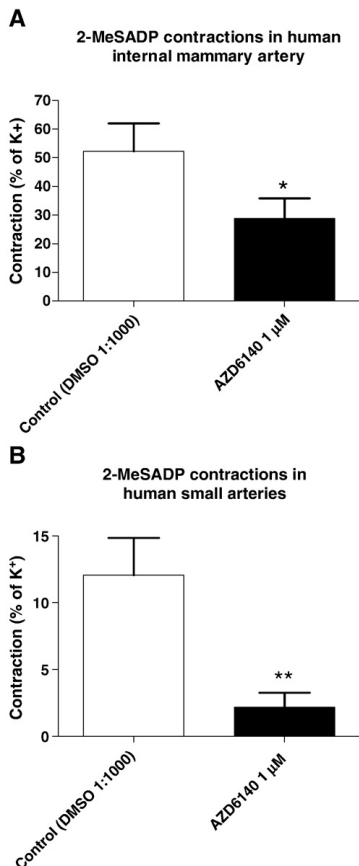 A
2-MeSADP contractions in human
internal mammary artery
Contraction (% of K+)
70
60
50
40
30
20
10
0
*
Control (DMSO 1:1000)
AZD6140 1 µM
B
2-MeSADP contractions in
human small arteries
Contraction (% of K⁺)
15
10
5
0
**
Control (DMSO 1:1000)
AZD6140 1 µM